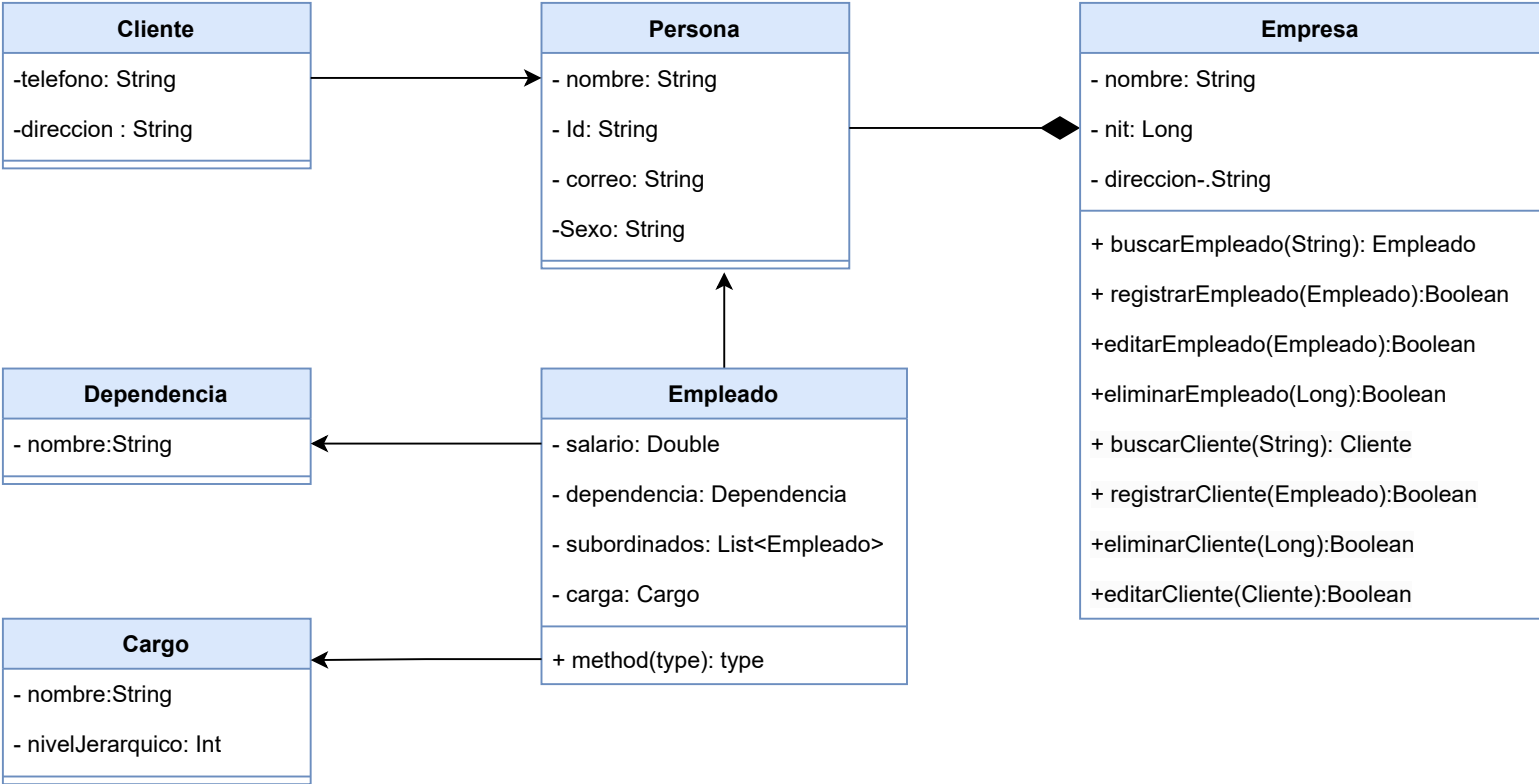 Cliente
-telefono: String
-direccion : String
Persona
- nombre: String
- Id: String
- correo: String
-Sexo: String
Empresa
- nombre: String
- nit: Long
- direccion-.String
+ buscarEmpleado(String): Empleado
+ registrarEmpleado(Empleado):Boolean
+editarEmpleado(Empleado):Boolean
+eliminarEmpleado(Long):Boolean
+ buscarCliente(String): Cliente
+ registrarCliente(Empleado):Boolean
+eliminarCliente(Long):Boolean
+editarCliente(Cliente):Boolean
Dependencia
- nombre:String
Empleado
- salario: Double
- dependencia: Dependencia
- subordinados: List<Empleado>
- carga: Cargo
+ method(type): type
Cargo
- nombre:String
- nivelJerarquico: Int